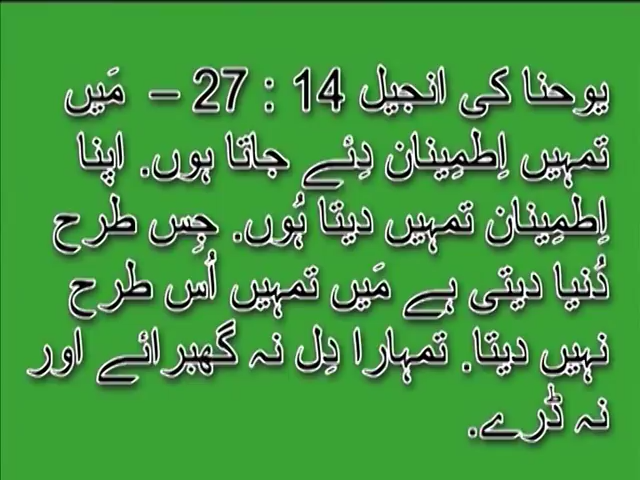 یوحنا کی انجیل 14 : 27 – مَیں
تمہیں اِطمِینان دِئے جاتا ہوں. اپنا
اِطمِینان تمہیں دیتا ہُوں. جِس طرح
دُنیا دیتی ہے مَیں تمہیں اُس طرح
نہیں دیتا. تمہارا دِل نہ گھبرائے اور
نہ ڈرے.